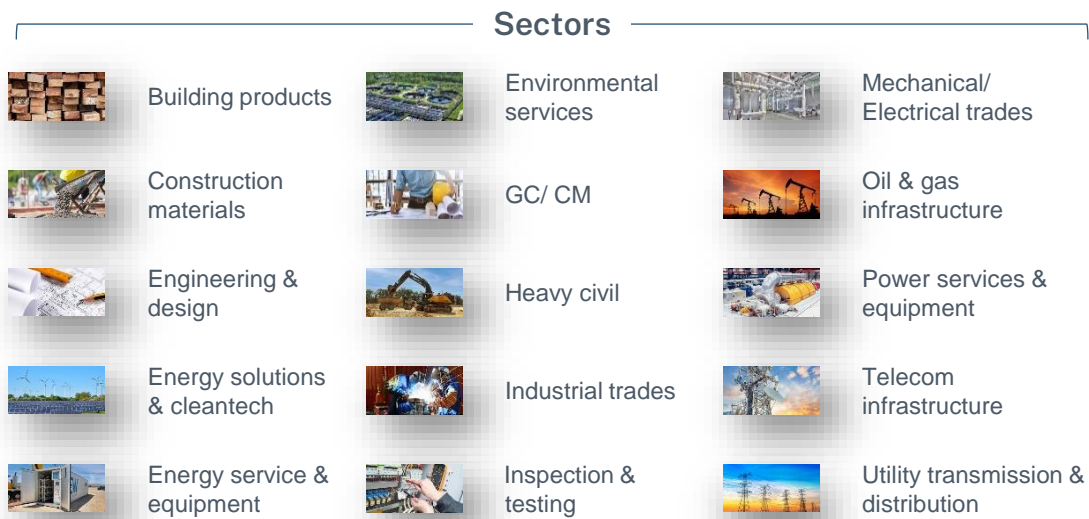 Sectors
Building products
Construction
materials
Engineering &
design
Energy solutions
& cleantech
Energy service &
equipment
Environmental
services
GC/ CM
Heavy civil
Industrial trades
Inspection &
testing
Mechanical/
Electrical trades
Oil & gas
infrastructure
Power services &
equipment
Telecom
infrastructure
Utility transmission &
distribution